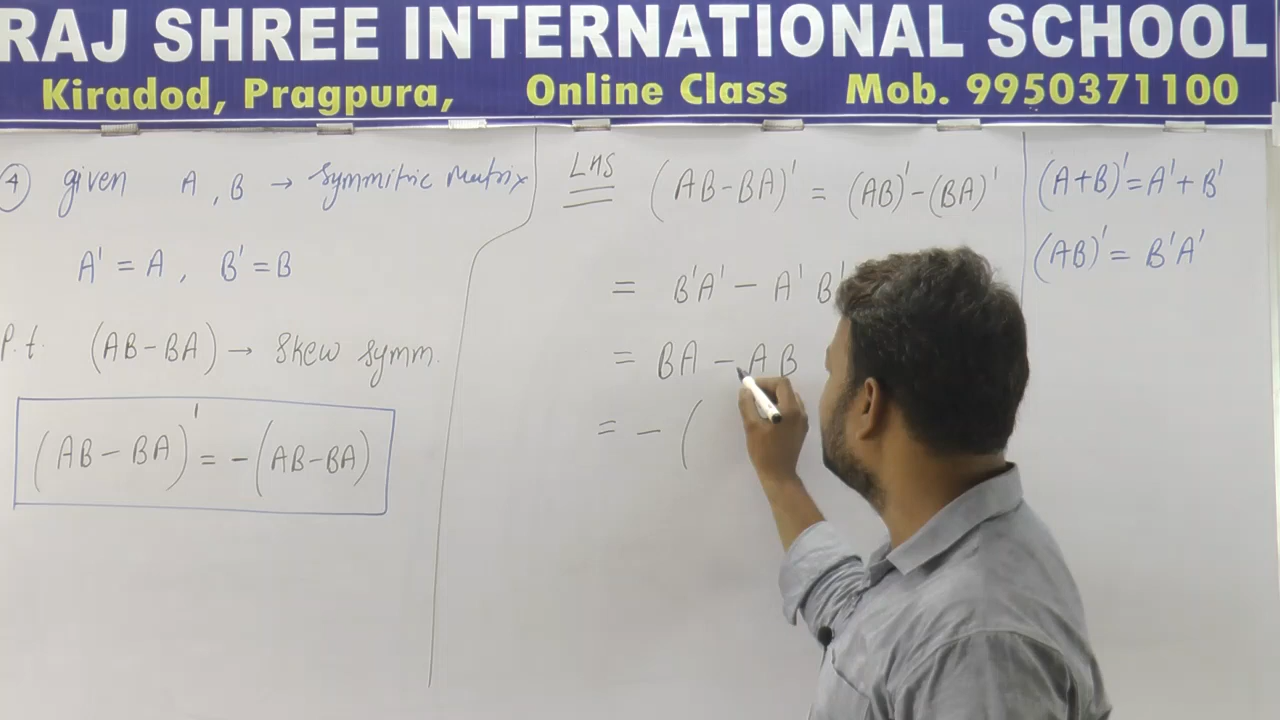 RAJ SHREE INTERNATIONAL SCHOOL
Kiradod, Pragpura, Online Class Mob. 9950371100
④ given A , B → Symmitric Matrix
A' = A , B' = B
P.t. (AB-BA) → Skew symm.
(AB-BA)' = -(AB-BA)
LHS (AB-BA)' = (AB)'-(BA)'
= B'A' - A' B'
= BA - AB
= - (
(A+B)'=A'+B'
(AB)' = B'A'